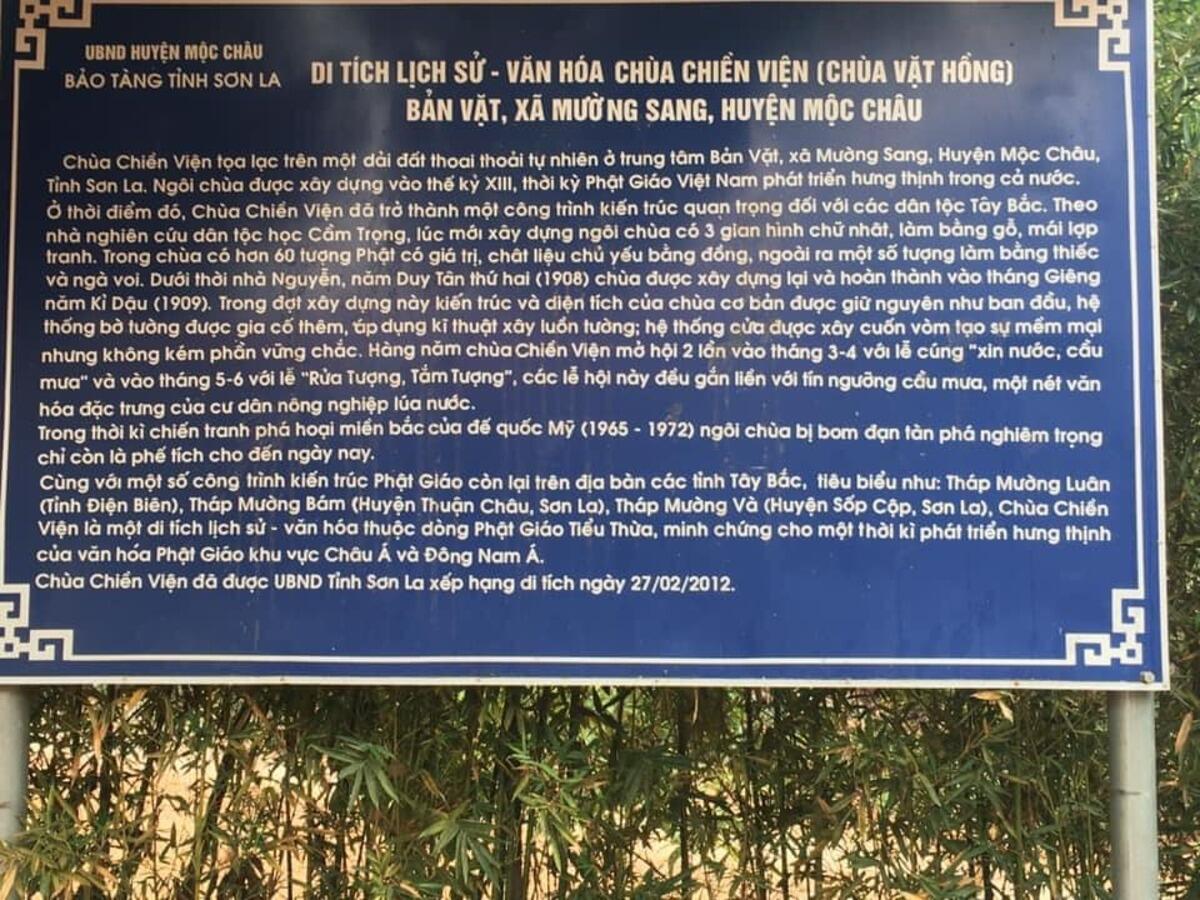 UBND HUYỆN MỘC CHÂU
BẢO TÀNG TỈNH SƠN LA
DI TÍCH LỊCH SỬ - VĂN HÓA CHÙA CHIỀN VIỆN (CHÙA VẶT HỒNG)
BẢN VẶT, XÃ MƯỜNG SANG, HUYỆN MỘC CHÂU
Chùa Chiền Viện tọa lạc trên một dải đất thoai thoải tự nhiên ở trung tâm Bản Vặt, xã Mường Sang, Huyện Mộc Châu,
Tỉnh Sơn La. Ngôi chùa được xây dựng vào thế kỷ XIII, thời kỳ Phật Giáo Việt Nam phát triển hưng thịnh trong cả nước.
Ở thời điểm đó, Chùa Chiền Viện đã trở thành một công trình kiến trúc quan trọng đối với các dân tộc Tây Bắc. Theo
nhà nghiên cứu dân tộc học Cầm Trọng, lúc mới xây dựng ngôi chùa có 3 gian hình chữ nhât, làm bằng gỗ, mái lợp
tranh. Trong chùa có hơn 60 tượng Phật có giá trị, chât liệu chủ yếu bằng đồng, ngoài ra một số tượng làm bằng thiếc
và ngà voi. Dưới thời nhà Nguyễn, năm Duy Tân thứ hai (1908) chùa được xây dựng lại và hoàn thành vào tháng Giêng
năm Kỉ Dậu (1909). Trong đợt xây dựng này kiến trúc và diện tích của chùa cơ bản được giữ nguyên như ban đầu, hệ
thống bờ tường được gia cố thêm, áp dụng kĩ thuật xây luồn tường; hệ thống cửa được xây cuốn vòm tạo sự mềm mại
nhưng không kém phần vững chắc. Hàng năm chùa Chiền Viện mở hội 2 lần vào tháng 3-4 với lễ cúng "xin nước, cầu
mưa" và vào tháng 5-6 với lễ "Rửa Tượng, Tắm Tượng", các lễ hội này đều gắn liền với tín ngưỡng cầu mưa, một nét văn
hóa đặc trưng của cư dân nông nghiệp lúa nước.
Trong thời kì chiến tranh phá hoại miền bắc của đế quốc Mỹ (1965 - 1972) ngôi chùa bị bom đạn tàn phá nghiêm trọng
chỉ còn là phế tích cho đến ngày nay.
Cùng với một số công trình kiến trúc Phật Giáo còn lại trên địa bàn các tỉnh Tây Bắc, tiêu biểu như: Tháp Mường Luân
(Tỉnh Điện Biên), Tháp Mường Bám (Huyện Thuận Châu, Sơn La), Tháp Mường Và (Huyện Sốp Cộp, Sơn La), Chùa Chiền
Viện là một di tích lịch sử - văn hóa thuộc dòng Phật Giáo Tiểu Thừa, minh chứng cho một thời kì phát triển hưng thịnh
của văn hóa Phật Giáo khu vực Châu Á và Đông Nam Á.
Chùa Chiền Viện đã được UBND Tỉnh Sơn La xếp hạng di tích ngày 27/02/2012.